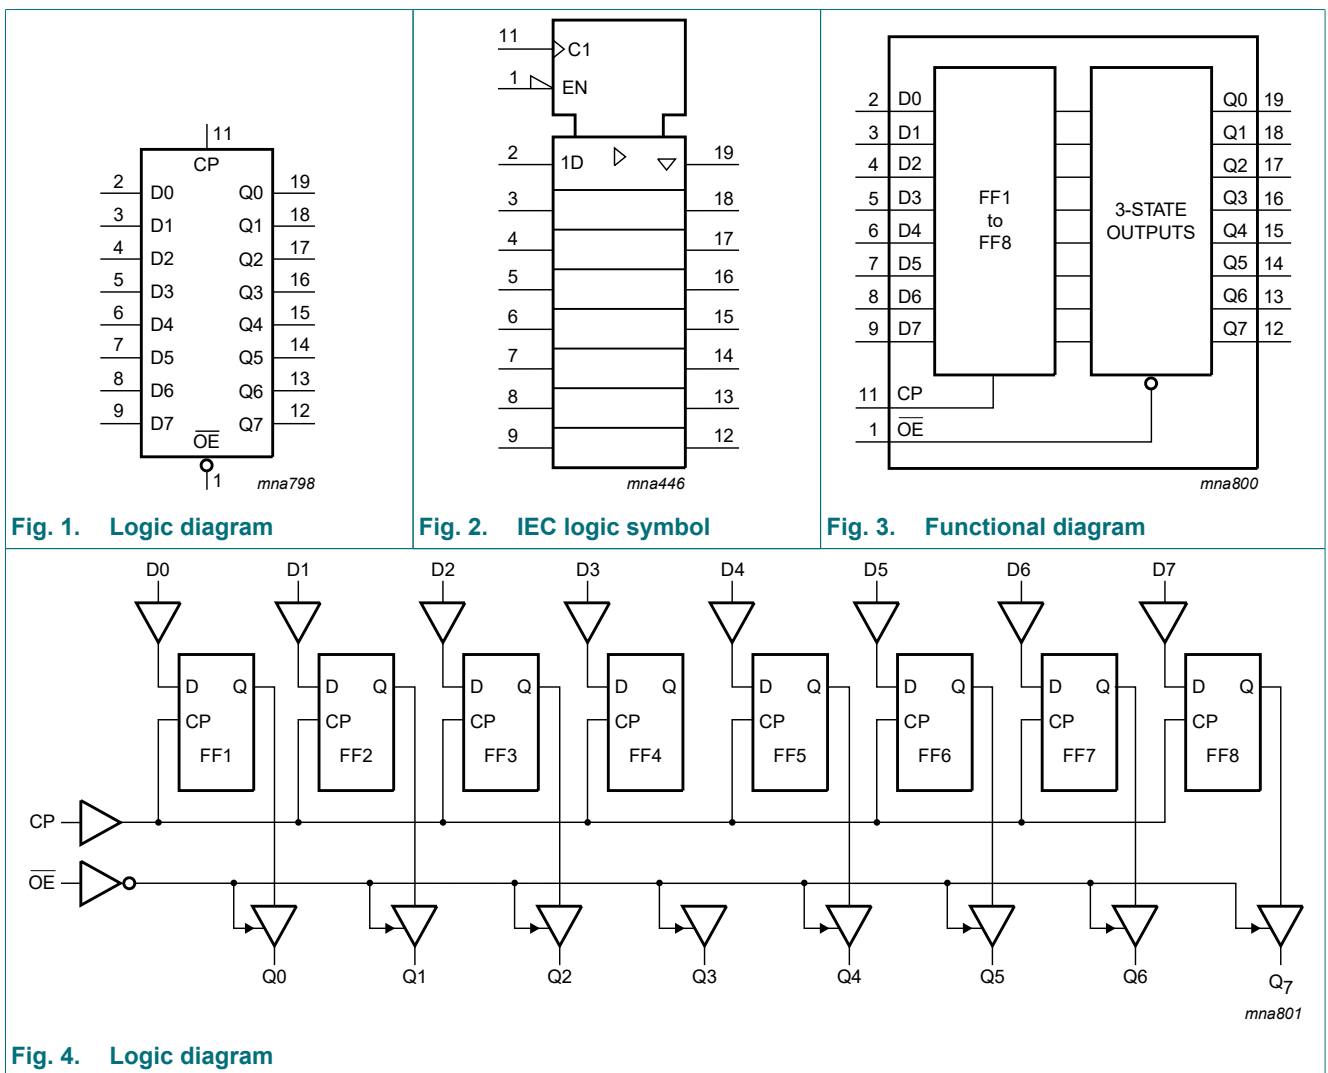 11
CP
2 D0 Q0 19
3 D1 Q1 18
4 D2 Q2 17
5 D3 Q3 16
6 D4 Q4 15
7 D5 Q5 14
8 D6 Q6 13
9 D7 Q7 12
OE
1
mna798
Fig. 1. Logic diagram
11 C1
1 EN
2 1D 19
3 18
4 17
5 16
6 15
7 14
8 13
9 12
mna446
Fig. 2. IEC logic symbol
2 D0 Q0 19
3 D1 Q1 18
4 D2 Q2 17
5 D3 Q3 16
6 D4 Q4 15
7 D5 Q5 14
8 D6 Q6 13
9 D7 Q7 12
FF1
to
FF8
3-STATE
OUTPUTS
11 CP
1 OE
mna800
Fig. 3. Functional diagram
D0 D1 D2 D3 D4 D5 D6 D7
D Q D Q D Q D Q D Q D Q D Q D Q
CP CP CP CP CP CP CP CP
FF1 FF2 FF3 FF4 FF5 FF6 FF7 FF8
CP
OE
Q0 Q1 Q2 Q3 Q4 Q5 Q6 Q7
mna801
Fig. 4. Logic diagram